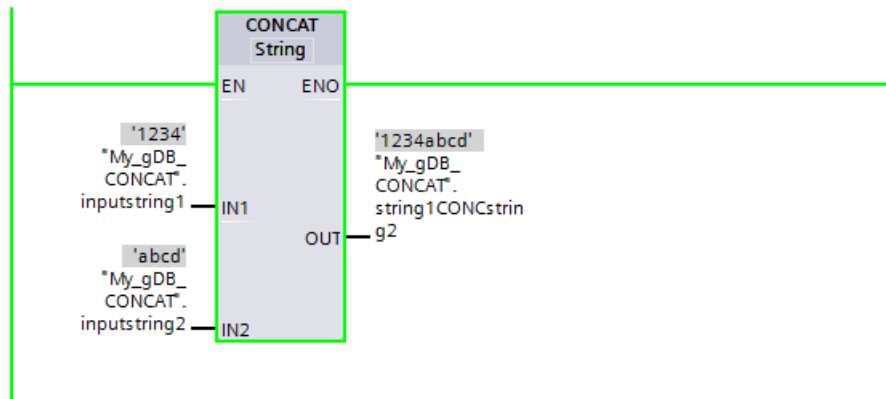 CONCAT
String
EN ENO
'1234'
"My_gDB_
CONCAT".
inputstring1
IN1
'1234abcd'
"My_gDB_
CONCAT".
string1CONCstrin
g2
OUT
'abcd'
"My_gDB_
CONCAT".
inputstring2
IN2